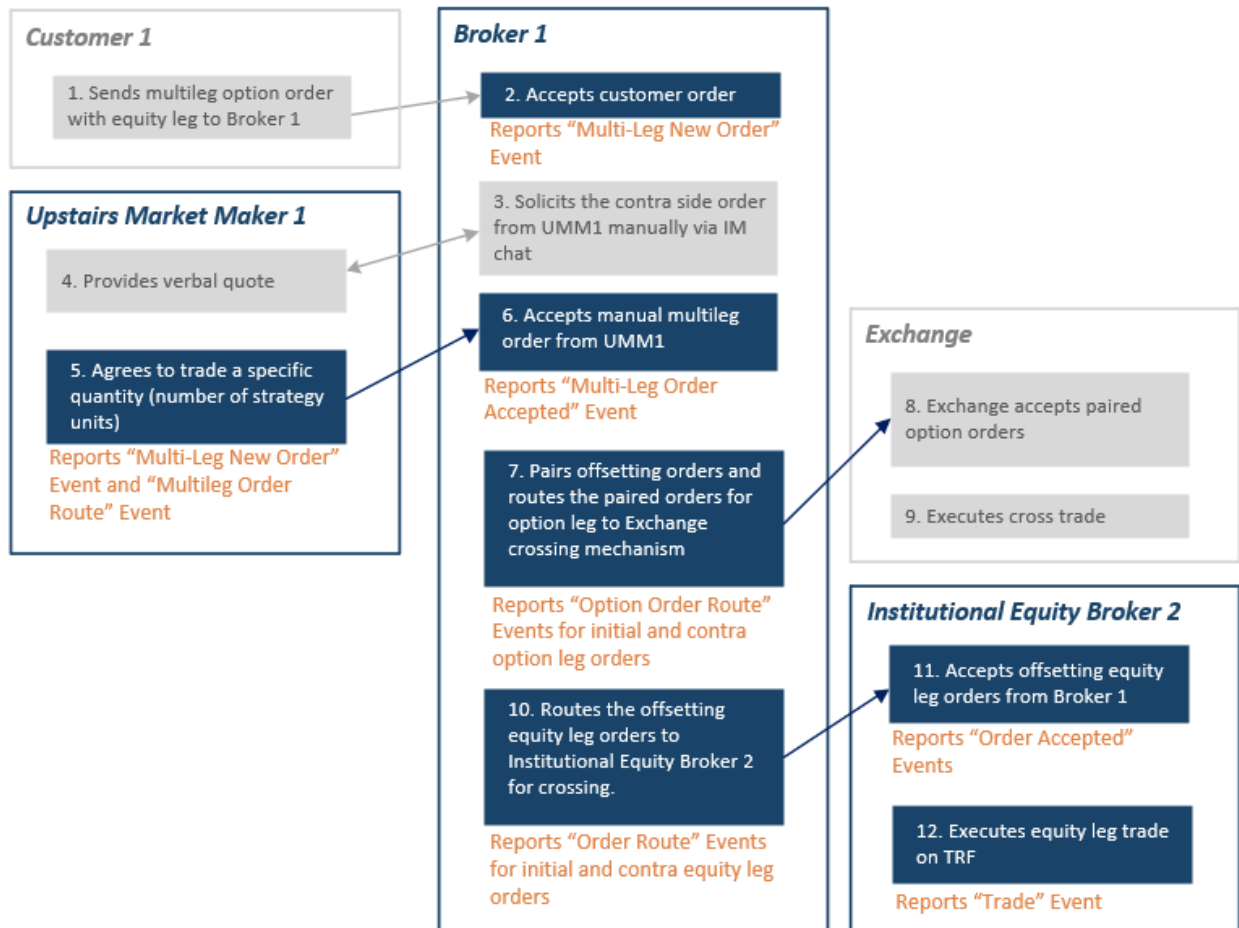 Customer 1
1. Sends multileg option order
with equity leg to Broker 1
Upstairs Market Maker 1
4. Provides verbal quote
5. Agrees to trade a specific
quantity (number of strategy
units)
Reports “Multi-Leg New Order”
Event and “Multileg Order
Route” Event
Broker 1
2. Accepts customer order
Reports “Multi-Leg New Order”
Event
3. Solicits the contra side order
from UMM1 manually via IM
chat
6. Accepts manual multileg
order from UMM1
Reports “Multi-Leg Order
Accepted” Event
7. Pairs offsetting orders and
routes the paired orders for
option leg to Exchange
crossing mechanism
Reports “Option Order Route”
Events for initial and contra
option leg orders
10. Routes the offsetting
equity leg orders to
Institutional Equity Broker 2
for crossing.
Reports “Order Route” Events
for initial and contra equity leg
orders
Exchange
8. Exchange accepts paired
option orders
9. Executes cross trade
Institutional Equity Broker 2
11. Accepts offsetting equity
leg orders from Broker 1
Reports “Order Accepted”
Events
12. Executes equity leg trade
on TRF
Reports “Trade” Event